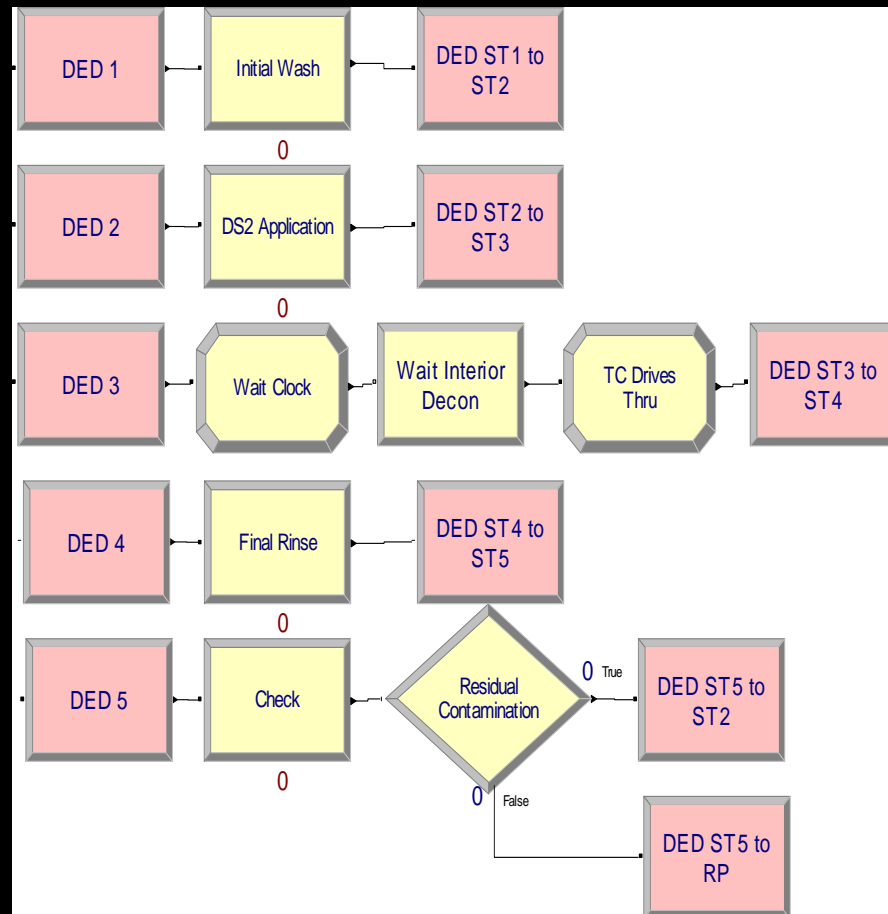 DED 1
Initial Wash
DED ST1 to
ST2
0
DED 2
DS2 Application
DED ST2 to
ST3
0
DED 3
Wait Clock
Wait Interior
Decon
TC Drives
Thru
DED ST3 to
ST4
DED 4
Final Rinse
DED ST4 to
ST5
0
DED 5
Check
Residual
Contamination
0 True
DED ST5 to
ST2
0
0 False
DED ST5 to
RP